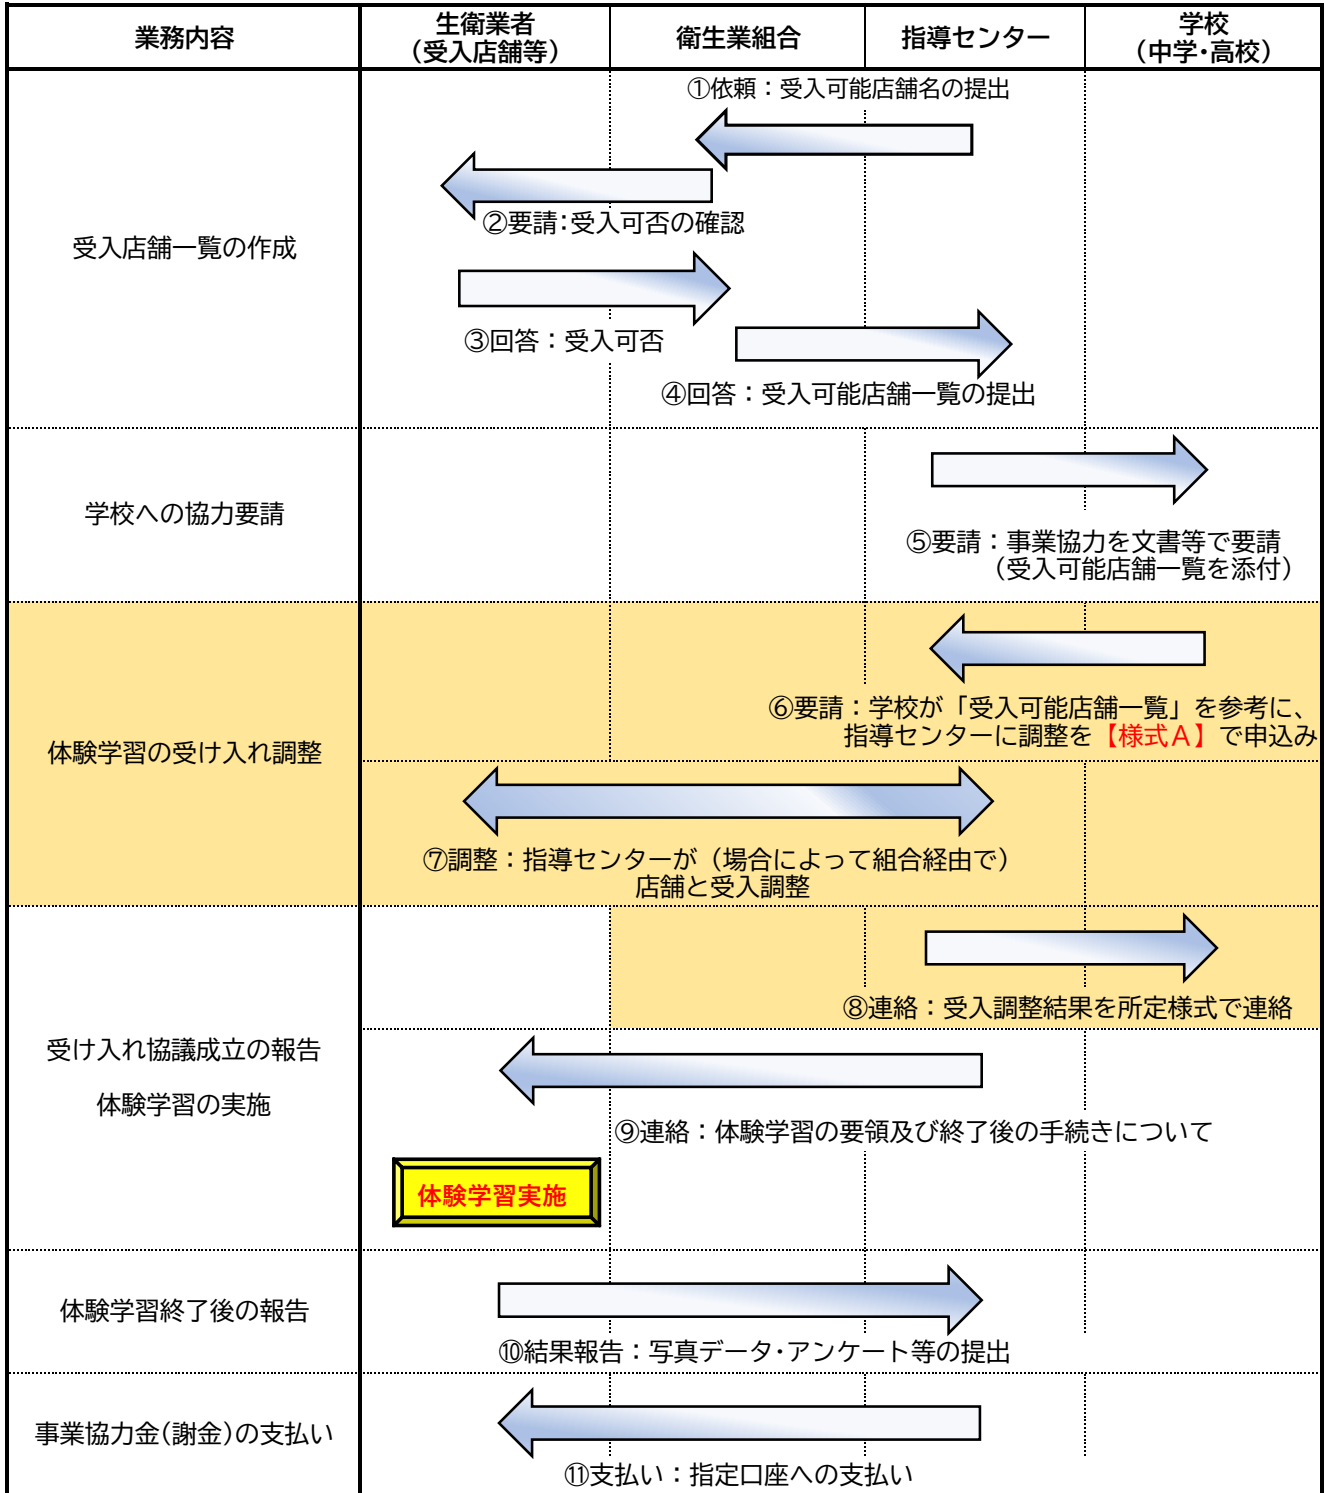 業務内容
生衛業者
（受入店舗等）
衛生業組合
指導センター
学校
（中学・高校）
受入店舗一覧の作成
①依頼：受入可能店舗名の提出
②要請：受入可否の確認
③回答：受入可否
④回答：受入可能店舗一覧の提出
学校への協力要請
⑤要請：事業協力を文書等で要請
（受入可能店舗一覧を添付）
体験学習の受け入れ調整
⑥要請：学校が「受入可能店舗一覧」を参考に、
指導センターに調整を【様式Ａ】で申込み
⑦調整：指導センターが（場合によって組合経由で）
店舗と受入調整
受け入れ協議成立の報告
体験学習の実施
⑧連絡：受入調整結果を所定様式で連絡
⑨連絡：体験学習の要領及び終了後の手続きについて
体験学習実施
体験学習終了後の報告
⑩結果報告：写真データ・アンケート等の提出
事業協力金（謝金）の支払い
⑪支払い：指定口座への支払い